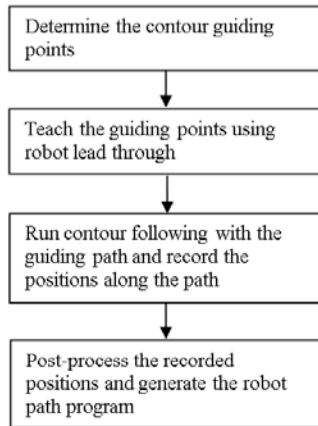 Determine the contour guiding
points
Teach the guiding points using
robot lead through
Run contour following with the
guiding path and record the
positions along the path
Post-process the recorded
positions and generate the robot
path program